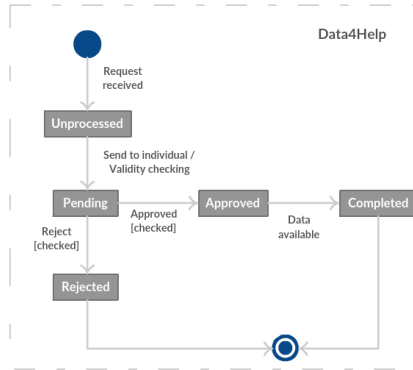 Data4Help
Request
received
Unprocessed
Send to individual /
Validity checking
Pending
Approved
[checked]
Approved
Data
available
Completed
Reject
[checked]
Rejected